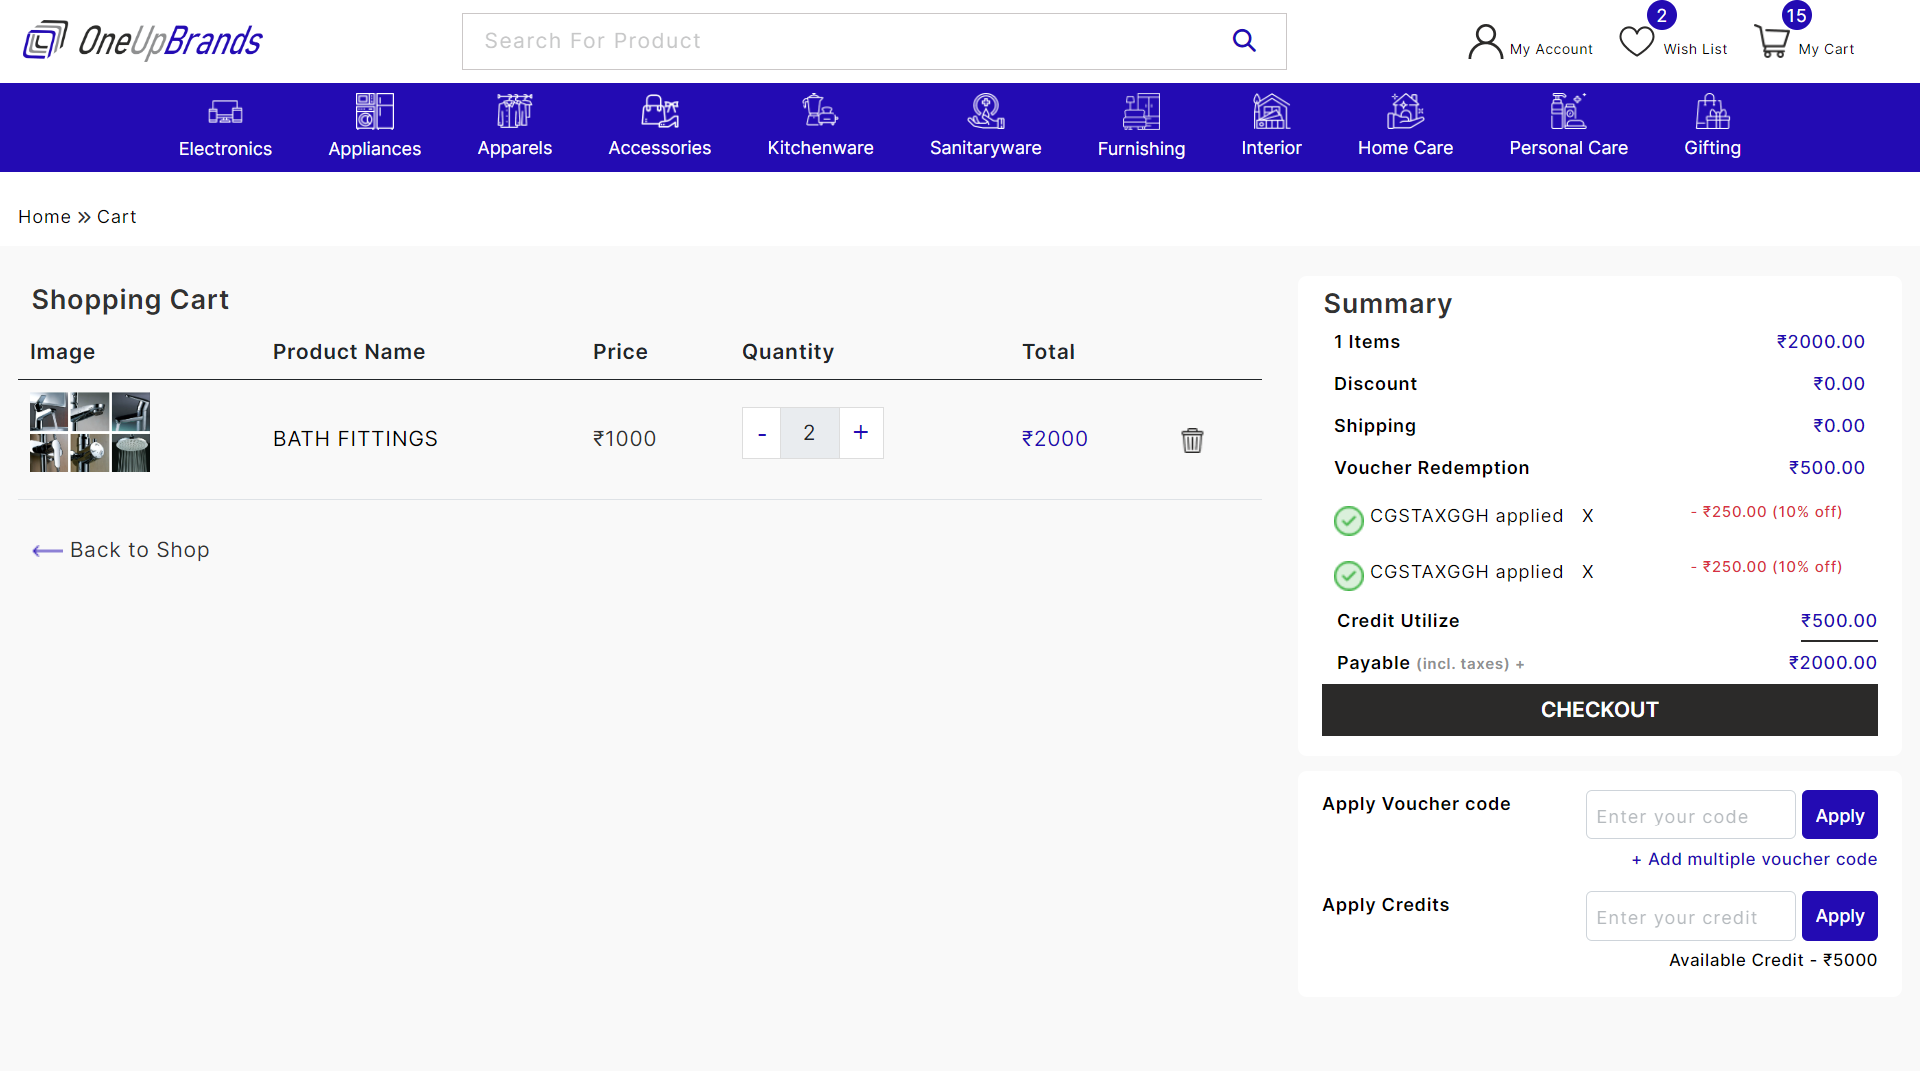 OneUpBrands
Search For Product
My Account
2
Wish List
15
My Cart
Electronics
Appliances
Apparels
Accessories
Kitchenware
Sanitaryware
Furnishing
Interior
Home Care
Personal Care
Gifting
Home » Cart
Shopping Cart
Image Product Name Price Quantity Total
BATH FITTINGS ₹1000 - 2 + ₹2000
Back to Shop
Summary
1 Items ₹2000.00
Discount ₹0.00
Shipping ₹0.00
Voucher Redemption ₹500.00
CGSTAXGGH applied X - ₹250.00 (10% off)
CGSTAXGGH applied X - ₹250.00 (10% off)
Credit Utilize ₹500.00
Payable (incl. taxes) + ₹2000.00
CHECKOUT
Apply Voucher code Enter your code Apply
+ Add multiple voucher code
Apply Credits Enter your credit Apply
Available Credit - ₹5000